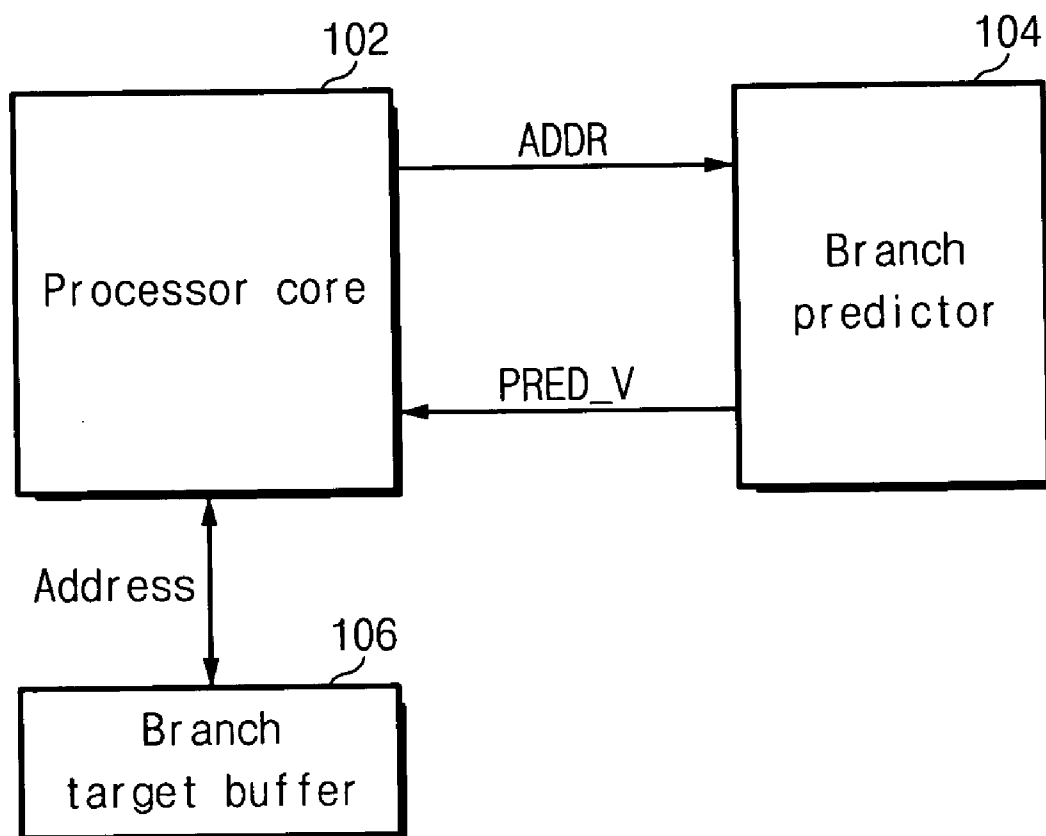 102
104
ADDR
Processor core
Branch
predictor
PRED_V
Address
106
Branch
target buffer